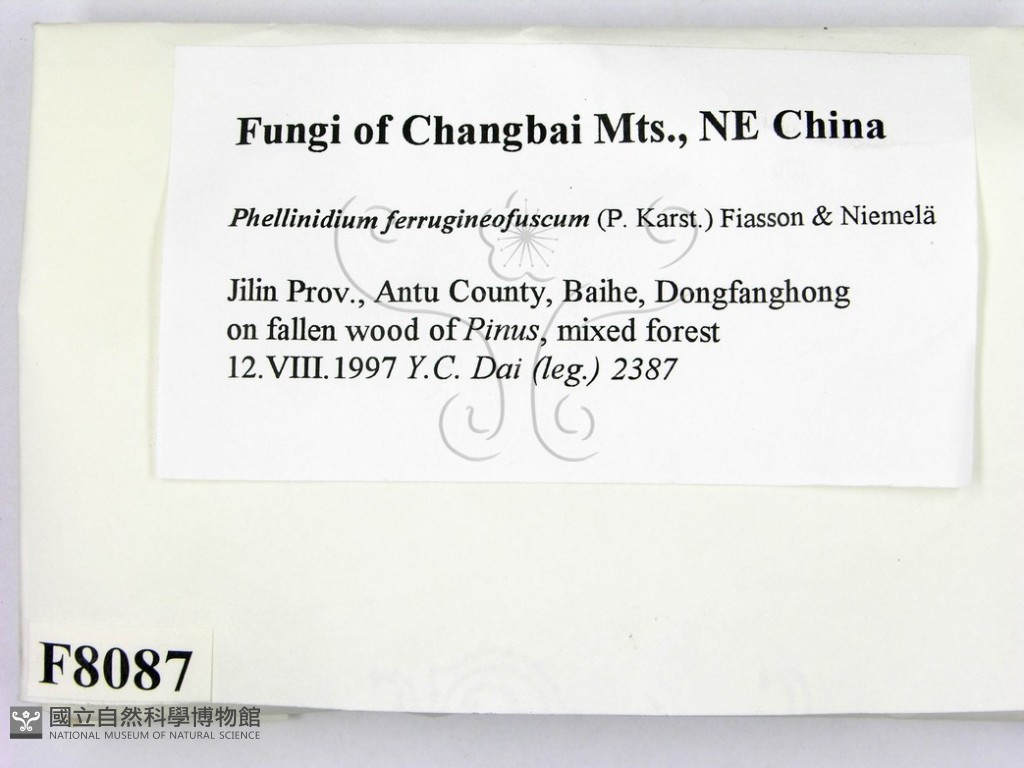 Fungi of Changbai Mts., NE China
Phellinidium ferrugineofuscum (P. Karst.) Fiasson & Niemelä
Jilin Prov., Antu County, Baihe, Dongfanghong
on fallen wood of Pinus, mixed forest
12.VIII.1997 Y.C. Dai (leg.) 2387
F8087
國立自然科學博物館
NATIONAL MUSEUM OF NATURAL SCIENCE